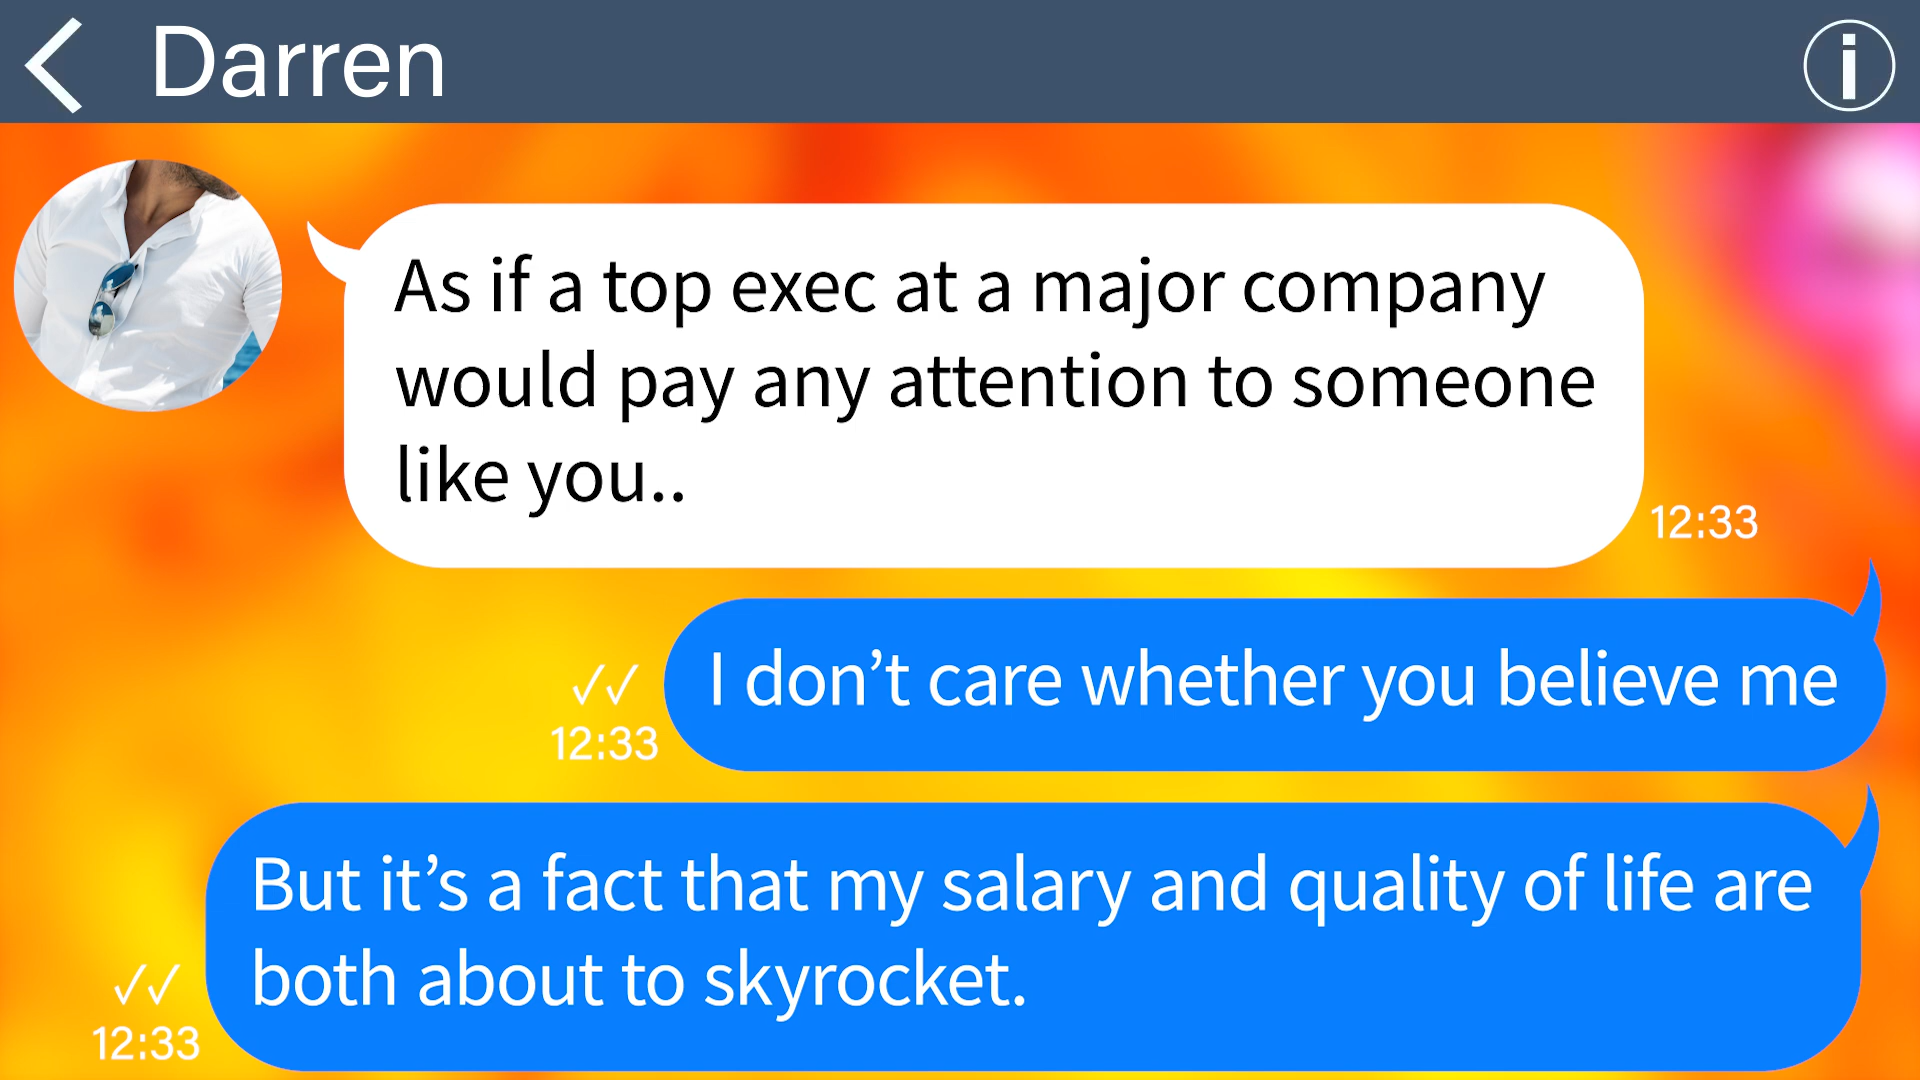 Darren
As if a top exec at a major company
would pay any attention to someone
like you..
12:33
I don’t care whether you believe me
12:33
But it’s a fact that my salary and quality of life are
both about to skyrocket.
12:33